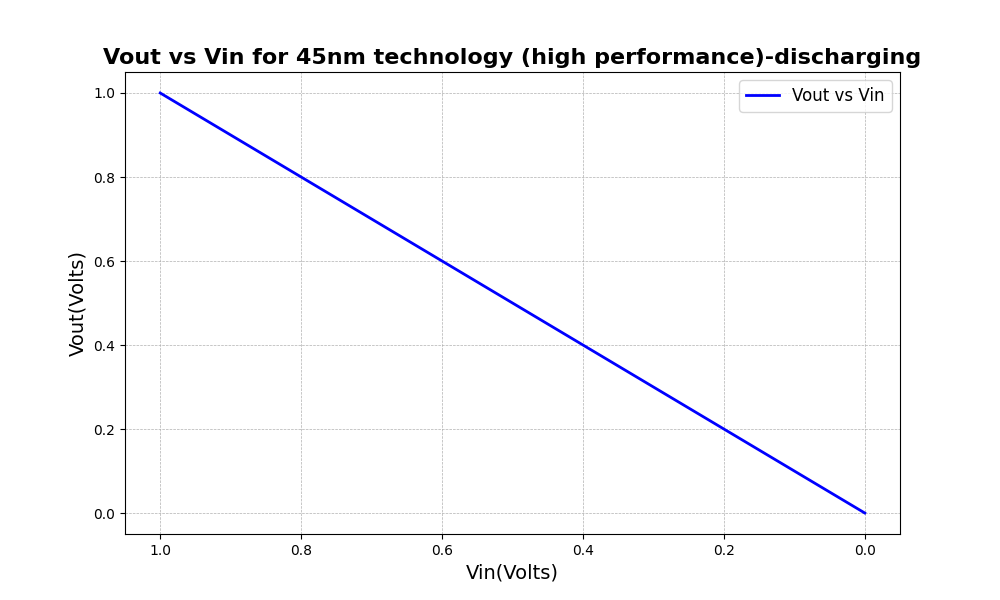 Vout vs Vin for 45nm technology (high performance)-discharging
Vout vs Vin
1.0
0.8
0.6
0.4
0.2
0.0
Vout(Volts)
1.0 0.8 0.6 0.4 0.2 0.0
Vin(Volts)